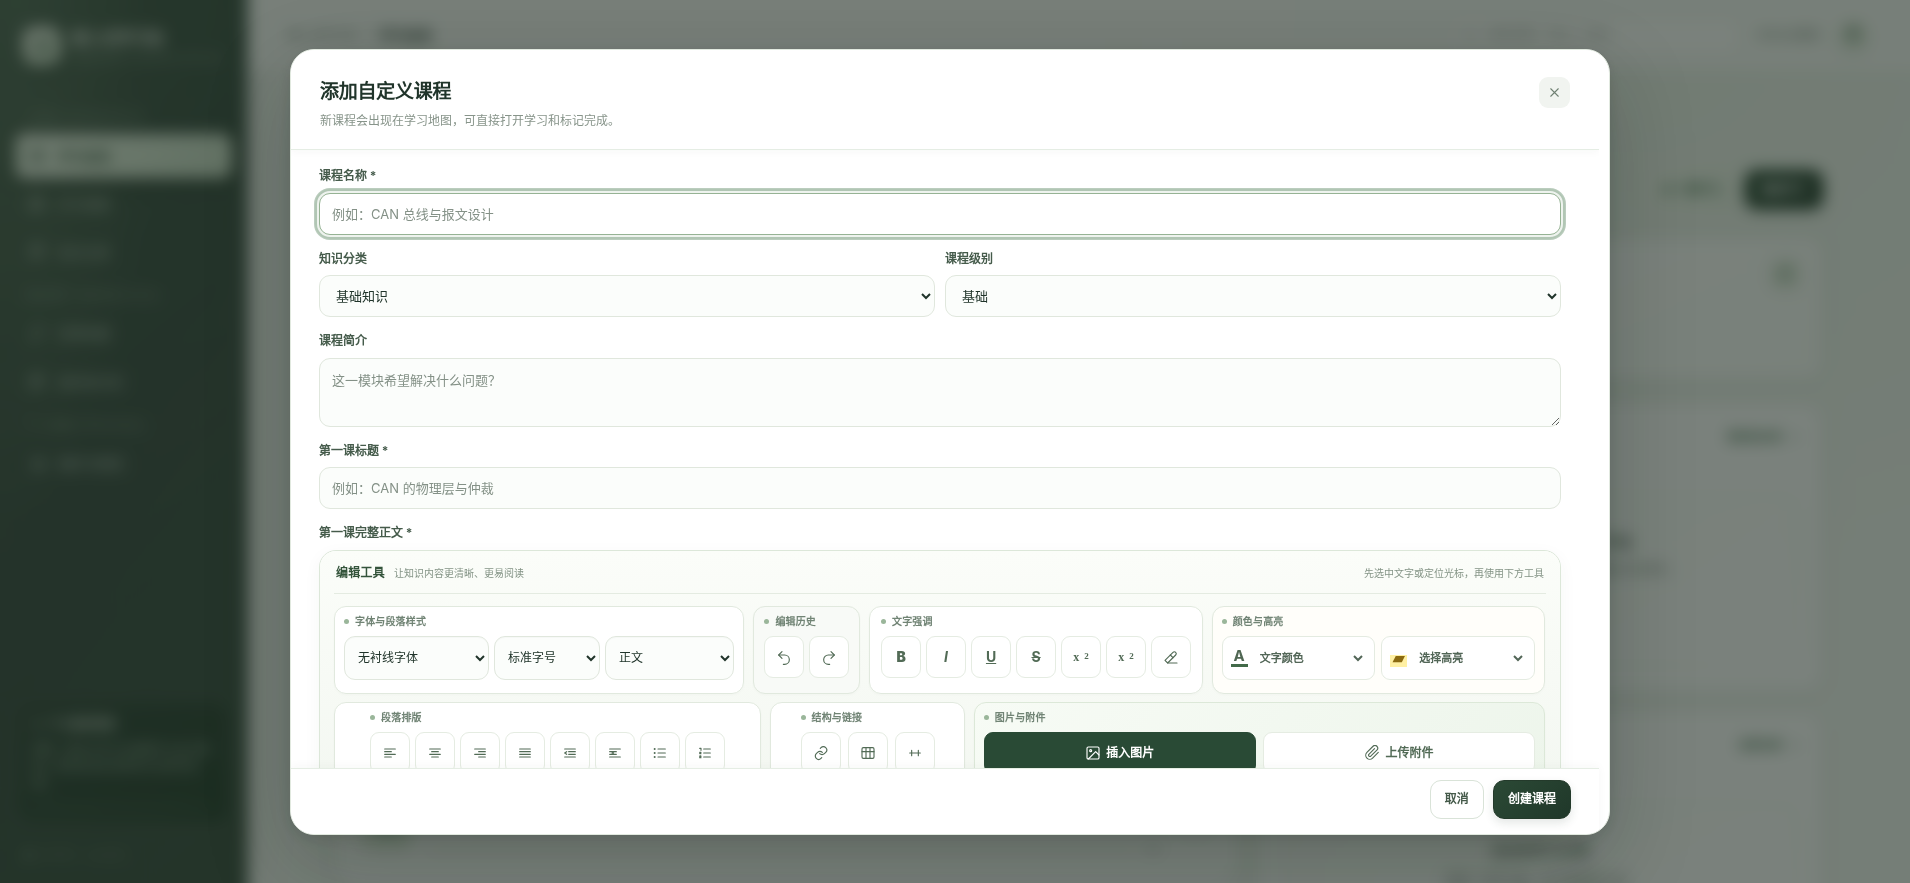 添加自定义课程
新课程会出现在学习地图，可直接打开学习和标记完成。
课程名称 *
例如：CAN 总线与报文设计
知识分类
课程级别
基础知识
基础
课程简介
这一模块希望解决什么问题？
第一课标题 *
例如：CAN 的物理层与仲裁
第一课完整正文 *
编辑工具 让知识内容更清晰、更易阅读
先选中文字或定位光标，再使用下方工具
字体与段落样式
编辑历史
文字强调
颜色与高亮
无衬线字体
标准字号
正文
B
I
U
S
x 2
x 2
A 文字颜色
选择高亮
段落排版
结构与链接
图片与附件
插入图片
上传附件
取消
创建课程